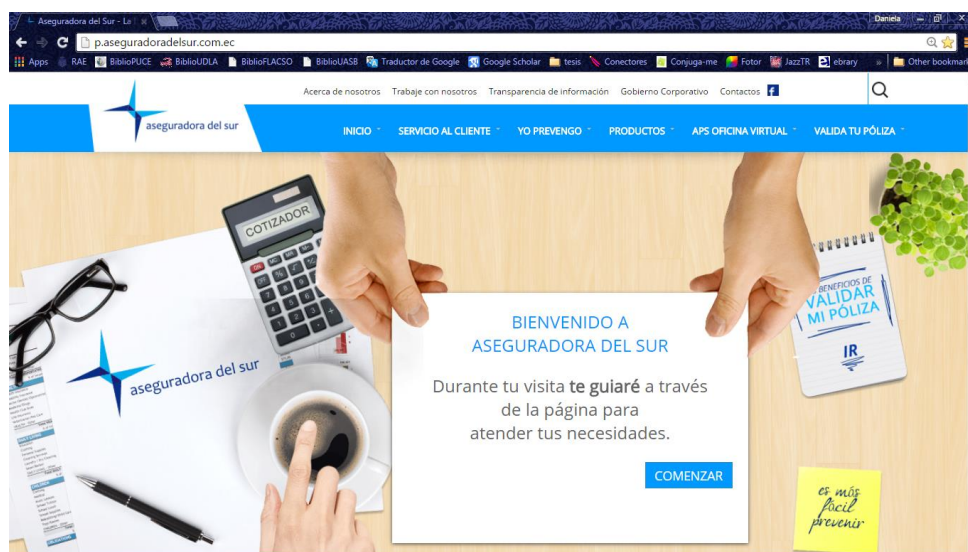 Aseguradora del Sur - La
Daniela
p.aseguradoradelsur.com.ec
Apps RAE BiblioPUCE BiblioUDLA BiblioFLACSO BiblioUASB Traductor de Google Google Scholar tesis Conectores Conjuga-me Fotor JazzTR ebrary » Other bookmark
Acerca de nosotros Trabaje con nosotros Transparencia de información Gobierno Corporativo Contactos f
aseguradora del sur
INICIO SERVICIO AL CLIENTE YO PREVENGO PRODUCTOS APS OFICINA VIRTUAL VALIDA TU PÓLIZA
COTIZADOR
BENEFICIOS DE
VALIDAR
MI PÓLIZA
IR
aseguradora del sur
BIENVENIDO A
ASEGURADORA DEL SUR
Durante tu visita te guiaré a través
de la página para
atender tus necesidades.
COMENZAR
es más
fácil
prevenir